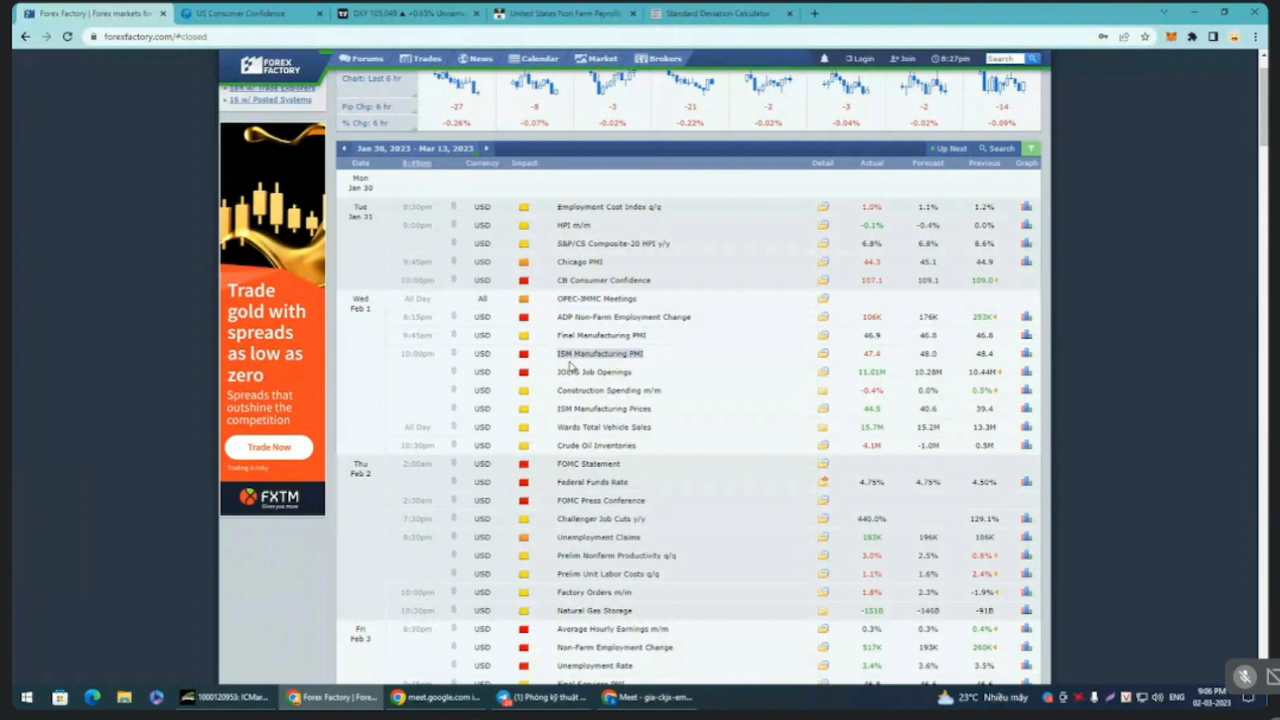 Forex Factory | Forex markets for
US Consumer Confidence
DXY 105.049 ▲ +0.65% Unnam
United States Non Farm Payroll
Standard Deviation Calculator
forexfactory.com/#closed
FOREX FACTORY
Forums Trades News Calendar Market Brokers Login Join 8:27pm Search
16 w/ Posted Systems
Chart: Last 6 hr
Pip Chg: 6 hr -27 -8 -3 -21 -2 -3 -2 -14
% Chg: 6 hr -0.26% -0.07% -0.02% -0.22% -0.02% -0.04% -0.02% -0.09%
Jan 30, 2023 - Mar 13, 2023 Up Next Search
Date 8:45pm Currency Impact Detail Actual Forecast Previous Graph
Mon
Jan 30
Tue
Jan 31
8:30pm USD Employment Cost Index q/q 1.0% 1.1% 1.2%
9:00pm USD HPI m/m -0.1% -0.4% 0.0%
USD S&P/CS Composite-20 HPI y/y 6.8% 6.8% 8.6%
9:45pm USD Chicago PMI 44.3 45.1 44.9
10:00pm USD CB Consumer Confidence 107.1 109.1 109.0
Wed
Feb 1
All Day All OPEC-JMMC Meetings
8:15pm USD ADP Non-Farm Employment Change 106K 176K 253K
9:45pm USD Final Manufacturing PMI 46.9 46.8 46.8
10:00pm USD ISM Manufacturing PMI 47.4 48.0 48.4
USD JOLTS Job Openings 11.01M 10.28M 10.44M
USD Construction Spending m/m -0.4% 0.0% 0.5%
USD ISM Manufacturing Prices 44.5 40.6 39.4
All Day USD Wards Total Vehicle Sales 15.7M 15.2M 13.3M
10:30pm USD Crude Oil Inventories 4.1M -1.0M 0.5M
Thu
Feb 2
2:00am USD FOMC Statement
USD Federal Funds Rate 4.75% 4.75% 4.50%
2:30am USD FOMC Press Conference
7:30pm USD Challenger Job Cuts y/y 440.0% 129.1%
8:30pm USD Unemployment Claims 183K 196K 186K
USD Prelim Nonfarm Productivity q/q 3.0% 2.5% 0.8%
USD Prelim Unit Labor Costs q/q 1.1% 1.6% 2.4%
10:00pm USD Factory Orders m/m 1.8% 2.3% -1.9%
10:30pm USD Natural Gas Storage -151B -146B -91B
Fri
Feb 3
8:30pm USD Average Hourly Earnings m/m 0.3% 0.3% 0.4%
USD Non-Farm Employment Change 517K 193K 260K
USD Unemployment Rate 3.4% 3.6% 3.5%
Trade
gold with
spreads
as low as
zero
Spreads that
outshine the
competition
Trade Now
Trading is risky
FXTM
1000120953: ICMar...
Forex Factory | Fore...
meet.google.com i...
(1) Phòng kỹ thuật ...
Meet - gia-ckjx-em...
23°C Nhiều mây
ENG
9:06 PM
02-03-2023